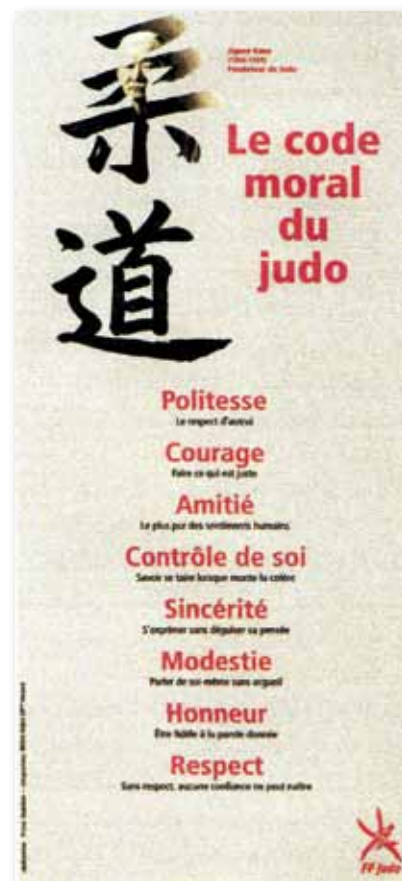 柔
道
Jigoro Kano
Fondateur du Judo
Le code
moral
du
judo
Politesse
Le respect d'autrui
Courage
Faire ce qui est juste
Amitié
Le plus pur des sentiments humains
Contrôle de soi
Savoir se taire lorsque monte la colère
Sincérité
S'exprimer sans déguiser sa pensée
Modestie
Parler de soi-même sans orgueil
Honneur
Être fidèle à la parole donnée
Respect
Sans respect, aucune confiance ne peut naître
FF Judo